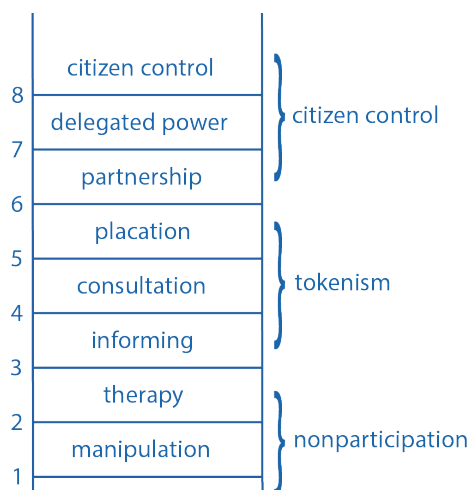 citizen control
8
delegated power
citizen control
7
partnership
6
placation
5
consultation
tokenism
4
informing
3
therapy
2
manipulation
nonparticipation
1